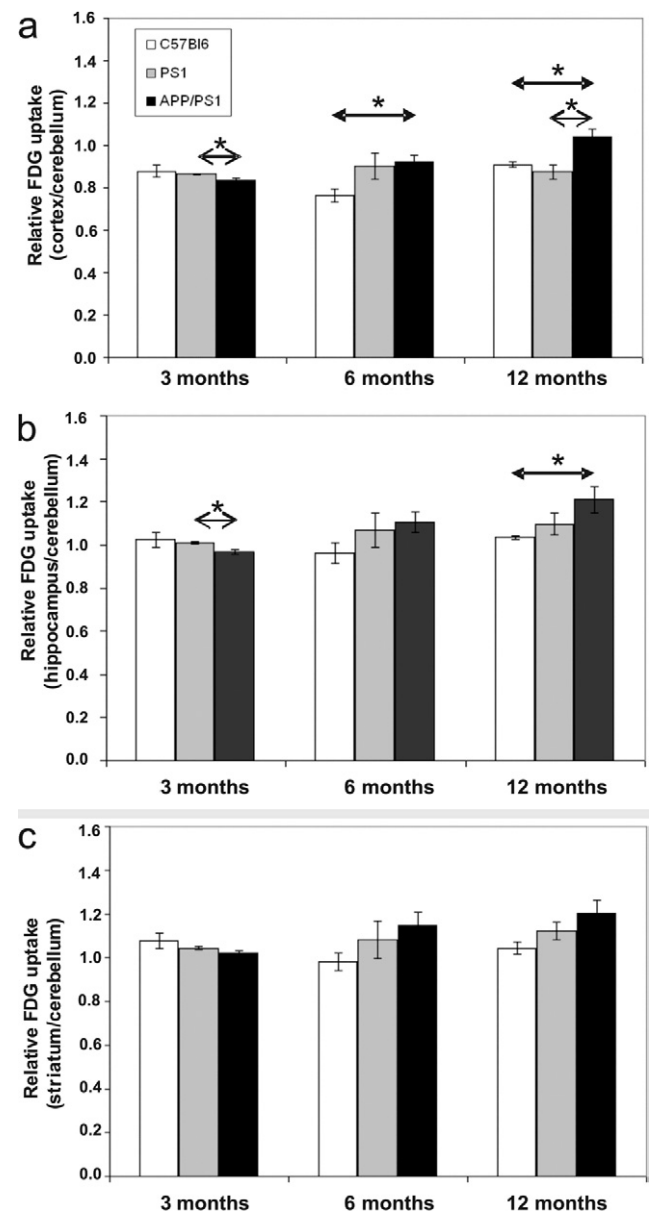 a
C57Bl6
PS1
APP/PS1
Relative FDG uptake
(cortex/cerebellum)
1.6
1.4
1.2
1.0
0.8
0.6
0.4
0.2
0.0
*
*
*
*
3 months 6 months 12 months
b
Relative FDG uptake
(hippocampus/cerebellum)
1.6
1.4
1.2
1.0
0.8
0.6
0.4
0.2
0.0
*
*
3 months 6 months 12 months
c
Relative FDG uptake
(striatum/cerebellum)
1.6
1.4
1.2
1.0
0.8
0.6
0.4
0.2
0.0
3 months 6 months 12 months